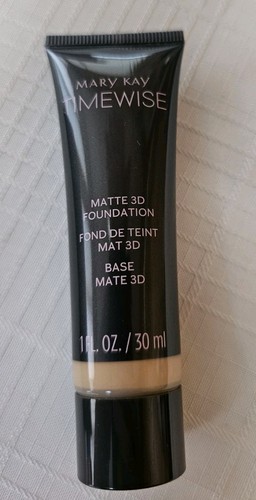 MARY KAY
TIMEWISE
MATTE 3D
FOUNDATION
FOND DE TEINT
MAT 3D
BASE
MATE 3D
1 FL. OZ. / 30 ml